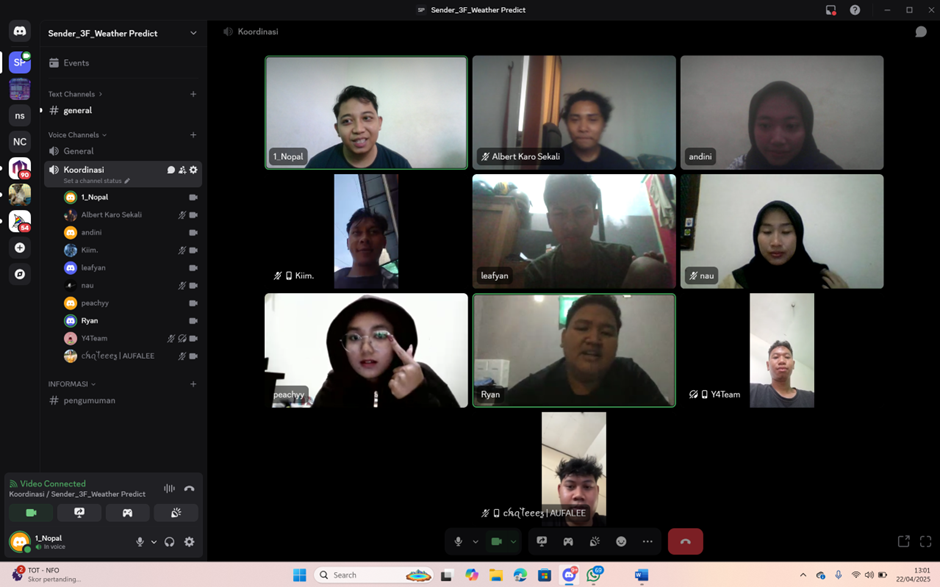 SP Sender_3F_Weather Predict
Sender_3F_Weather Predict
Events
Text Channels
general
Voice Channels
General
Koordinasi
Set a channel status
1_Nopal
Albert Karo Sekali
andini
Kiim.
leafyan
nau
peachyy
Ryan
Y4Team
chqTeeez | AUFALEE
INFORMASI
pengumuman
SP
ns
NC
90
54
Koordinasi
1_Nopal
Albert Karo Sekali
andini
Kiim.
leafyan
nau
peachyy
Ryan
Y4Team
chqTeeez | AUFALEE
Video Connected
Koordinasi / Sender_3F_Weather Predict
1_Nopal
In voice
TOT - NFO
Skor pertanding...
Search
13:01
22/04/2025